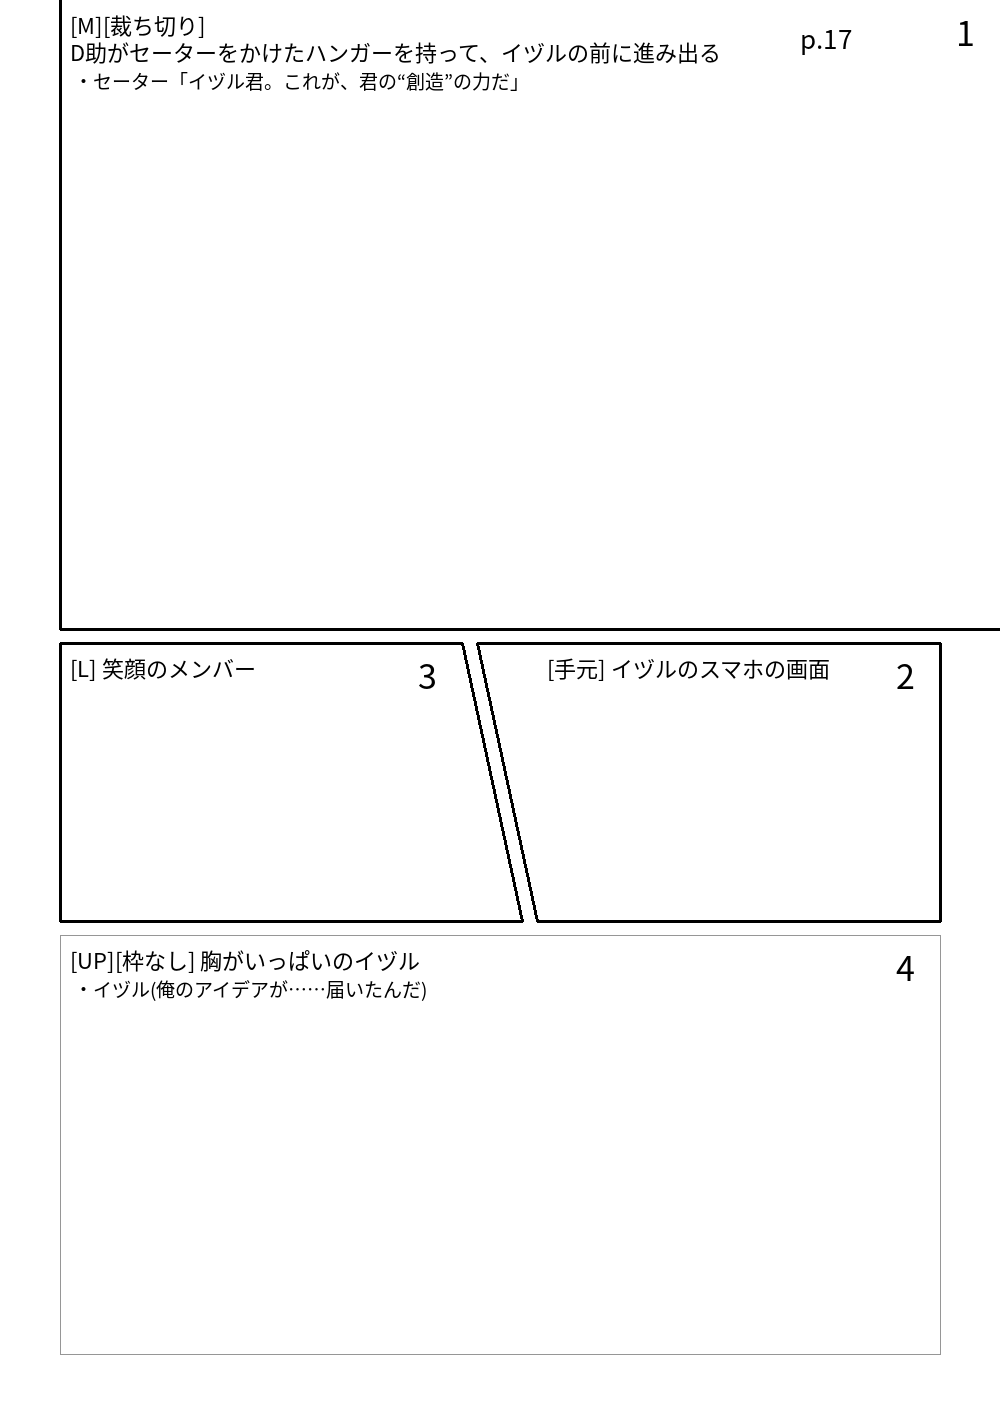 [M][裁ち切り]
D助がセーターをかけたハンガーを持って、イヅルの前に進み出る
・セーター「イヅル君。これが、君の“創造”の力だ」
p.17
1
[手元] イヅルのスマホの画面
2
[L] 笑顔のメンバー
3
[UP][枠なし] 胸がいっぱいのイヅル
・イヅル(俺のアイデアが……届いたんだ)
4